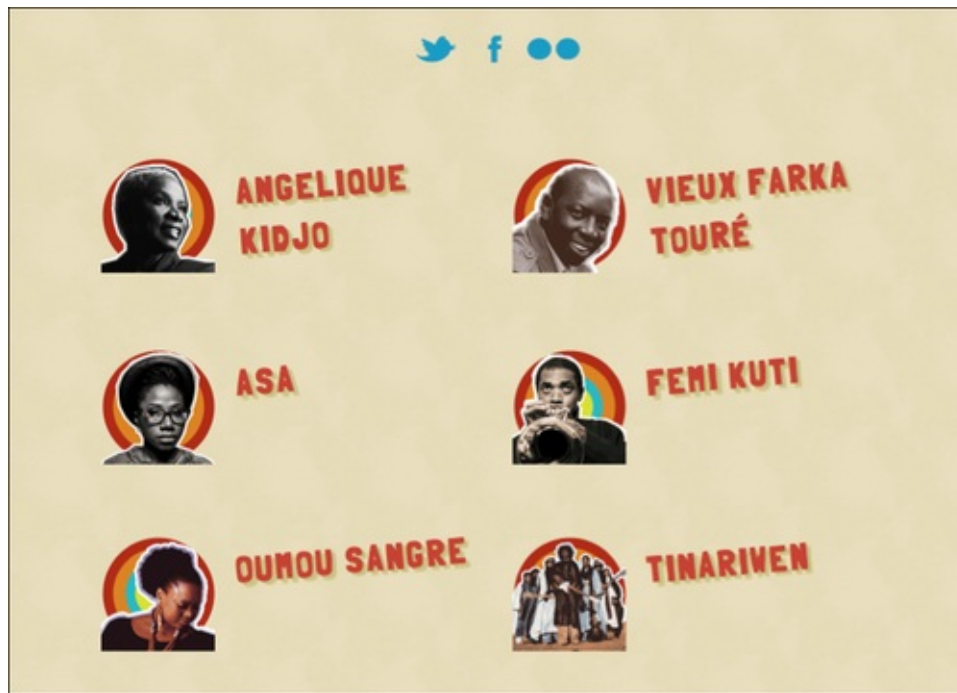 ANGELIQUE
KIDJO
VIEUX FARKA
TOURÉ
ASA
FEMI KUTI
OUMOU SANGRE
TINARIWEN